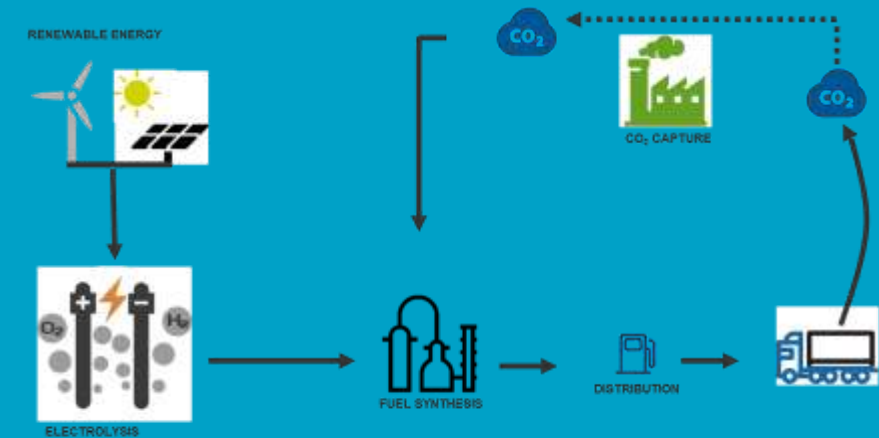 RENEWABLE ENERGY
CO₂
CO₂
CO₂ CAPTURE
+
−
O₂
H₂
ELECTROLYSIS
FUEL SYNTHESIS
DISTRIBUTION